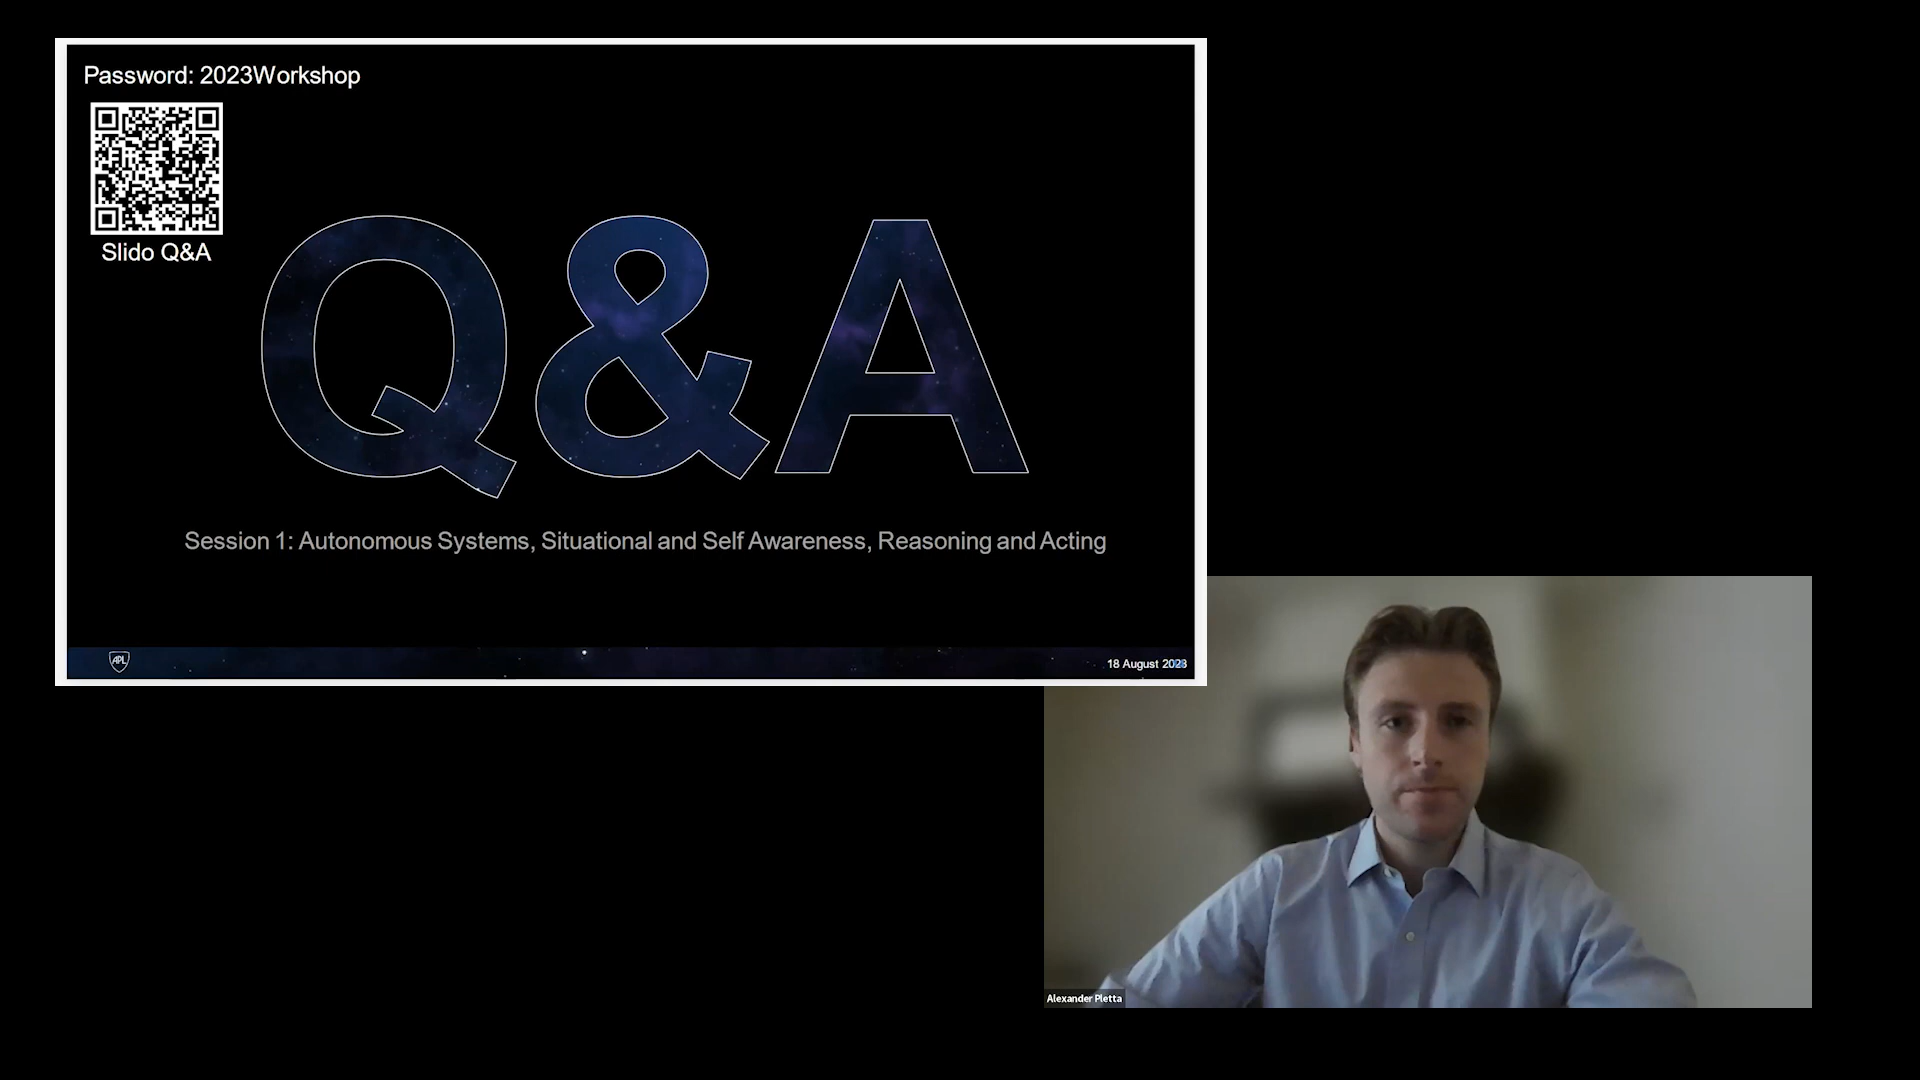 Password: 2023Workshop
Slido Q&A
Q&A
Session 1: Autonomous Systems, Situational and Self Awareness, Reasoning and Acting
APL
18 August 2023
Alexander Pletta